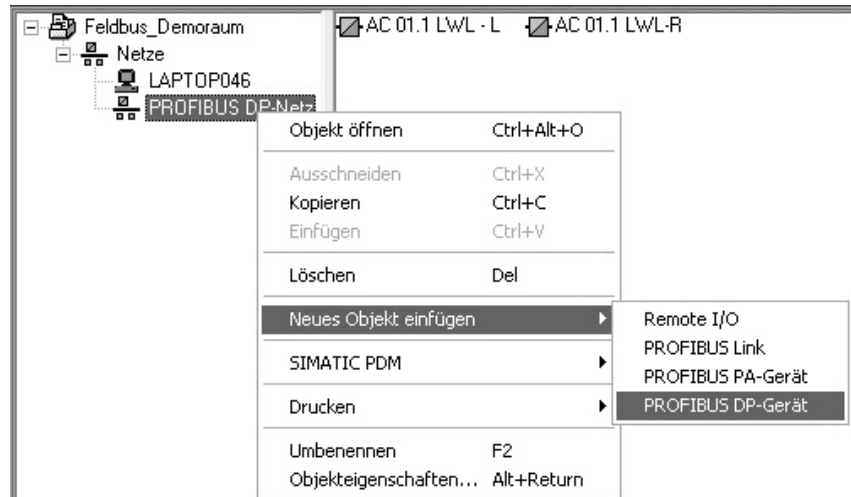 Feldbus_Demoraum
Netze
LAPTOP046
PROFIBUS DP-Netz
AC 01.1 LWL - L
AC 01.1 LWL-R
Objekt öffnen Ctrl+Alt+O
Ausschneiden Ctrl+X
Kopieren Ctrl+C
Einfügen Ctrl+V
Löschen Del
Neues Objekt einfügen
SIMATIC PDM
Drucken
Umbenennen F2
Objekteigenschaften... Alt+Return
Remote I/O
PROFIBUS Link
PROFIBUS PA-Gerät
PROFIBUS DP-Gerät